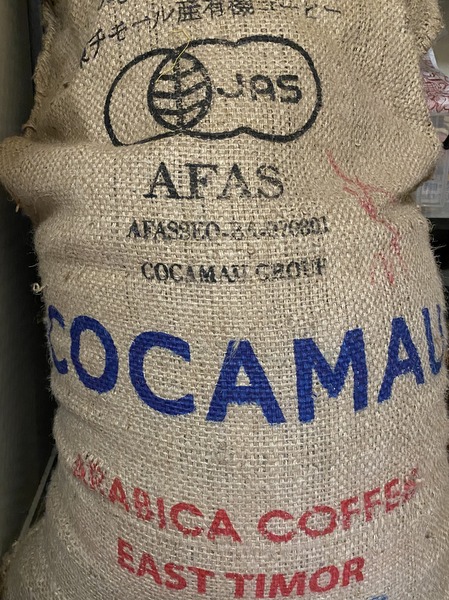 東チモール産有機コーヒー
JAS
AFAS
COCAMAU GROUP
COCAMAU
ARABICA COFFEE
EAST TIMOR